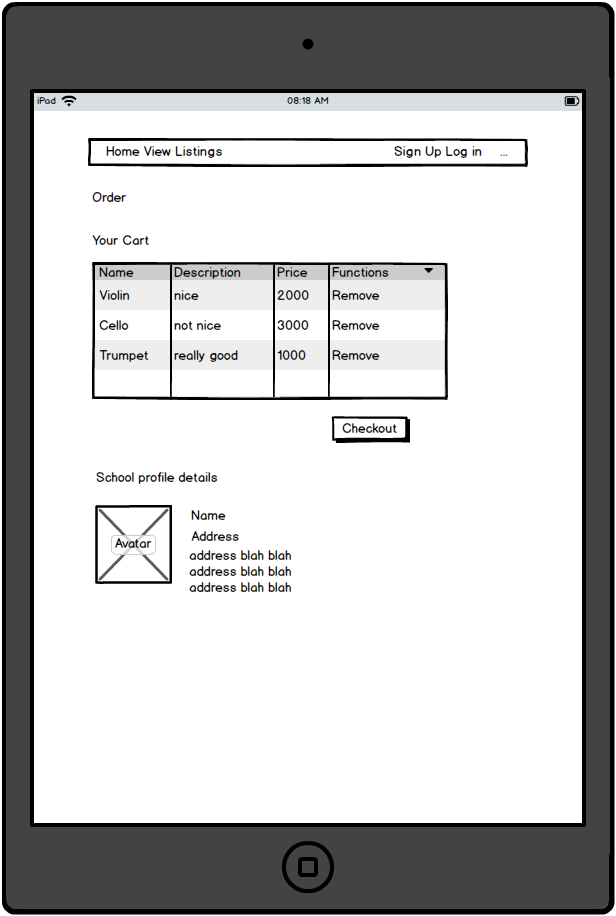 iPad 08:18 AM
Home View Listings Sign Up Log in ...
Order
Your Cart
Name Description Price Functions
Violin nice 2000 Remove
Cello not nice 3000 Remove
Trumpet really good 1000 Remove
Checkout
School profile details
Avatar
Name
Address
address blah blah
address blah blah
address blah blah